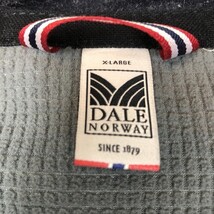 X-LARGE
DALE
NORWAY
SINCE 1879